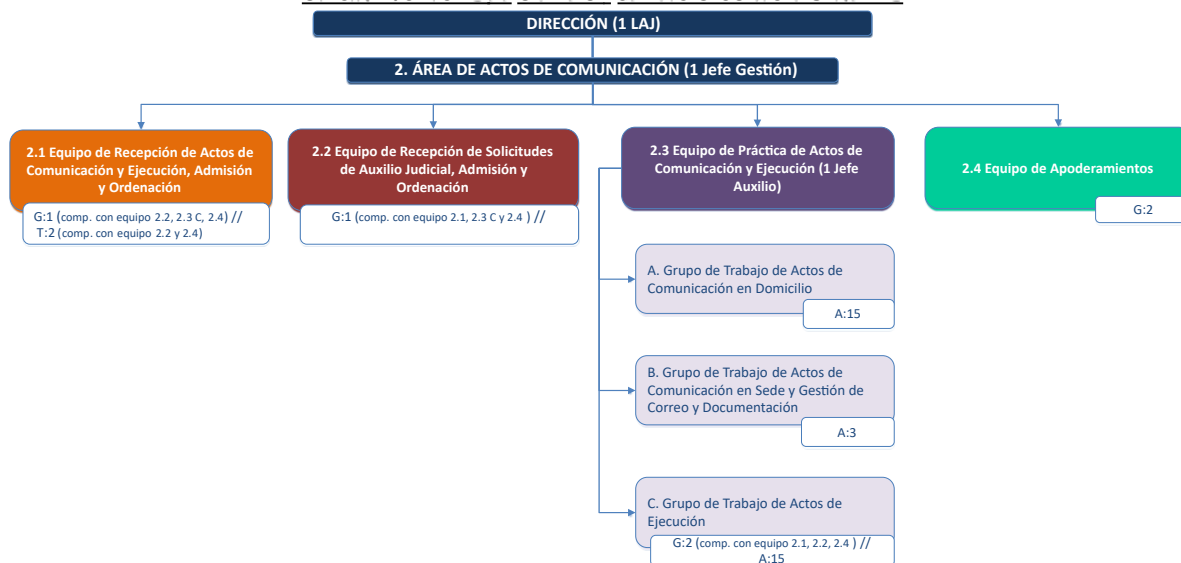 DIRECCIÓN (1 LAJ)
2. ÁREA DE ACTOS DE COMUNICACIÓN (1 Jefe Gestión)
2.1 Equipo de Recepción de Actos de
Comunicación y Ejecución, Admisión
y Ordenación
G:1 (comp. con equipo 2.2, 2.3 C, 2.4) //
T:2 (comp. con equipo 2.2 y 2.4)
2.2 Equipo de Recepción de Solicitudes
de Auxilio Judicial, Admisión y
Ordenación
G:1 (comp. con equipo 2.1, 2.3 C y 2.4 ) //
2.3 Equipo de Práctica de Actos de
Comunicación y Ejecución (1 Jefe
Auxilio)
2.4 Equipo de Apoderamientos
G:2
A. Grupo de Trabajo de Actos de
Comunicación en Domicilio
A:15
B. Grupo de Trabajo de Actos de
Comunicación en Sede y Gestión de
Correo y Documentación
A:3
C. Grupo de Trabajo de Actos de
Ejecución
G:2 (comp. con equipo 2.1, 2.2, 2.4 ) //
A:15